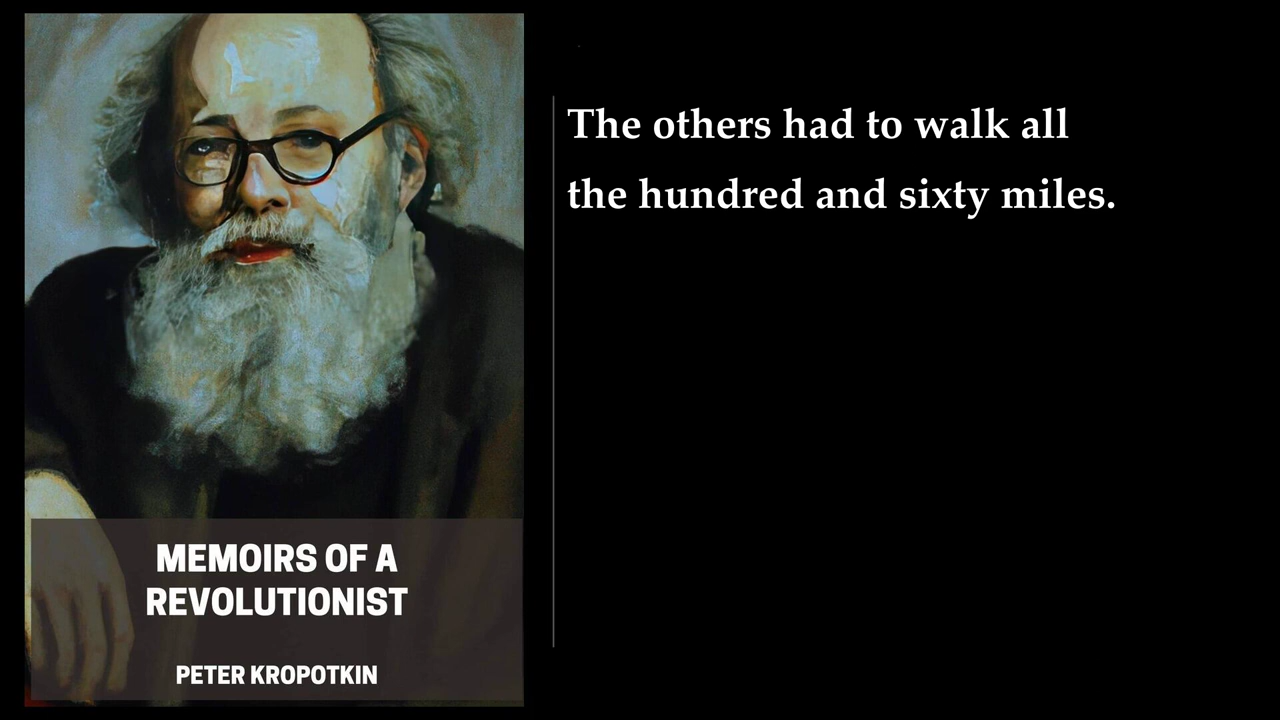 The others had to walk all
the hundred and sixty miles.
MEMOIRS OF A
REVOLUTIONIST
PETER KROPOTKIN